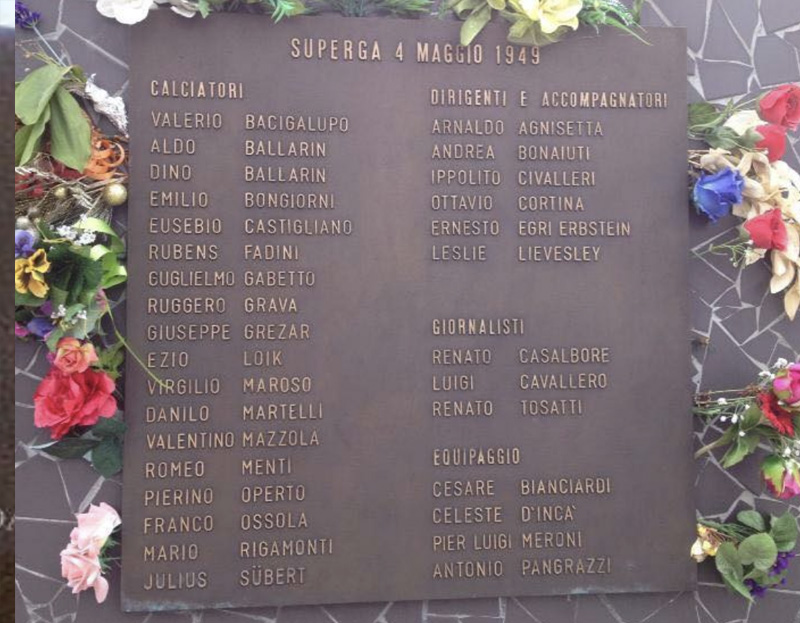 SUPERGA 4 MAGGIO 1949
CALCIATORI
VALERIO BACIGALUPO
ALDO BALLARIN
DINO BALLARIN
EMILIO BONGIORNI
EUSEBIO CASTIGLIANO
RUBENS FADINI
GUGLIELMO GABETTO
RUGGERO GRAVA
GIUSEPPE GREZAR
EZIO LOIK
VIRGILIO MAROSO
DANILO MARTELLI
VALENTINO MAZZOLA
ROMEO MENTI
PIERINO OPERTO
FRANCO OSSOLA
MARIO RIGAMONTI
JULIUS SÜBERT
DIRIGENTI E ACCOMPAGNATORI
ARNALDO AGNISETTA
ANDREA BONAIUTI
IPPOLITO CIVALLERI
OTTAVIO CORTINA
ERNESTO EGRI ERBSTEIN
LESLIE LIEVESLEY
GIORNALISTI
RENATO CASALBORE
LUIGI CAVALLERO
RENATO TOSATTI
EQUIPAGGIO
CESARE BIANCIARDI
CELESTE D'INCA'
PIER LUIGI MERONI
ANTONIO PANGRAZZI